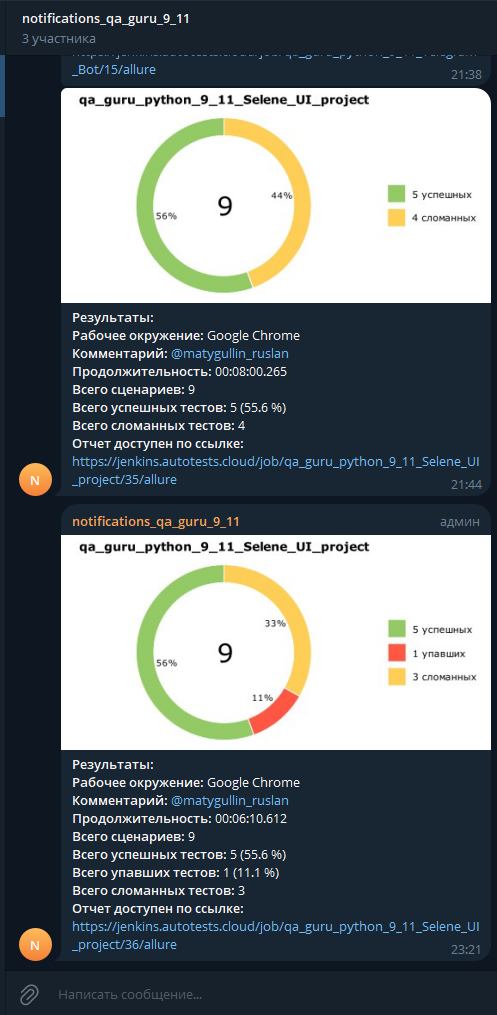 notifications_qa_guru_9_11
3 участника
_Bot/15/allure
21:38
qa_guru_python_9_11_Selene_UI_project
44%
56%
9
5 успешных
4 сломанных
Результаты:
Рабочее окружение: Google Chrome
Комментарий: @matygullin_ruslan
Продолжительность: 00:08:00.265
Всего сценариев: 9
Всего успешных тестов: 5 (55.6 %)
Всего сломанных тестов: 4
Отчет доступен по ссылке:
https://jenkins.autotests.cloud/job/qa_guru_python_9_11_Selene_UI
_project/35/allure
N
21:44
notifications_qa_guru_9_11 админ
qa_guru_python_9_11_Selene_UI_project
33%
56%
9
11%
5 успешных
1 упавших
3 сломанных
Результаты:
Рабочее окружение: Google Chrome
Комментарий: @matygullin_ruslan
Продолжительность: 00:06:10.612
Всего сценариев: 9
Всего успешных тестов: 5 (55.6 %)
Всего упавших тестов: 1 (11.1 %)
Всего сломанных тестов: 3
Отчет доступен по ссылке:
https://jenkins.autotests.cloud/job/qa_guru_python_9_11_Selene_UI
_project/36/allure
N
23:21
Написать сообщение...